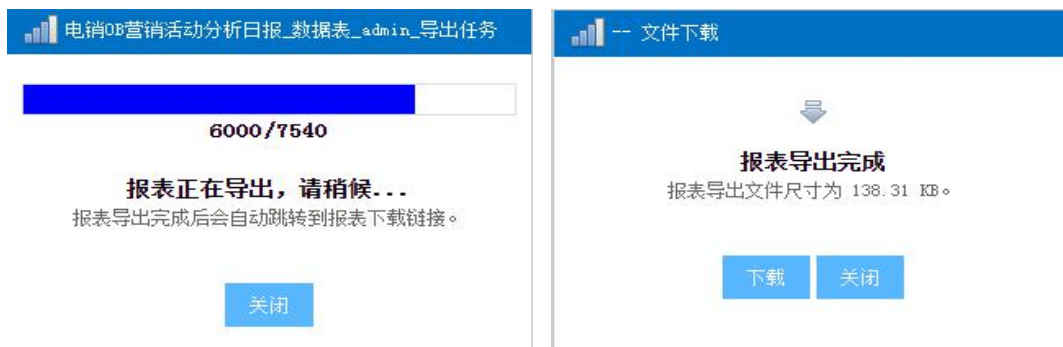 电销OB营销活动分析日报_数据表_admin_导出任务
6000/7540
报表正在导出，请稍候...
报表导出完成后会自动跳转到报表下载链接。
关闭
-- 文件下载
报表导出完成
报表导出文件尺寸为 138.31 KB。
下载 关闭